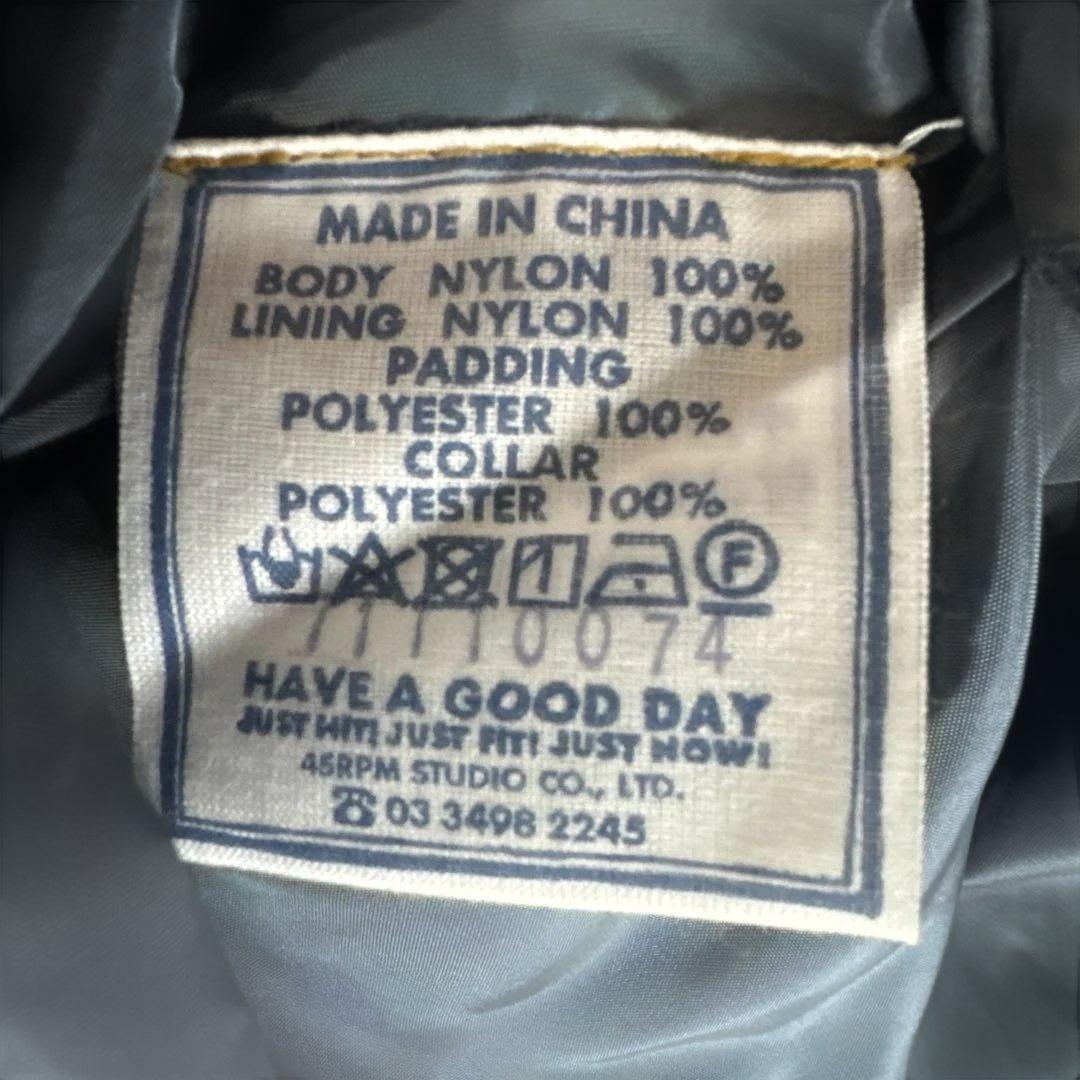 MADE IN CHINA
BODY NYLON 100%
LINING NYLON 100%
PADDING
POLYESTER 100%
COLLAR
POLYESTER 100%
F
HAVE A GOOD DAY
JUST HIT! JUST FIT! JUST NOW!
45RPM STUDIO CO., LTD.
☎ 03 3498 2245